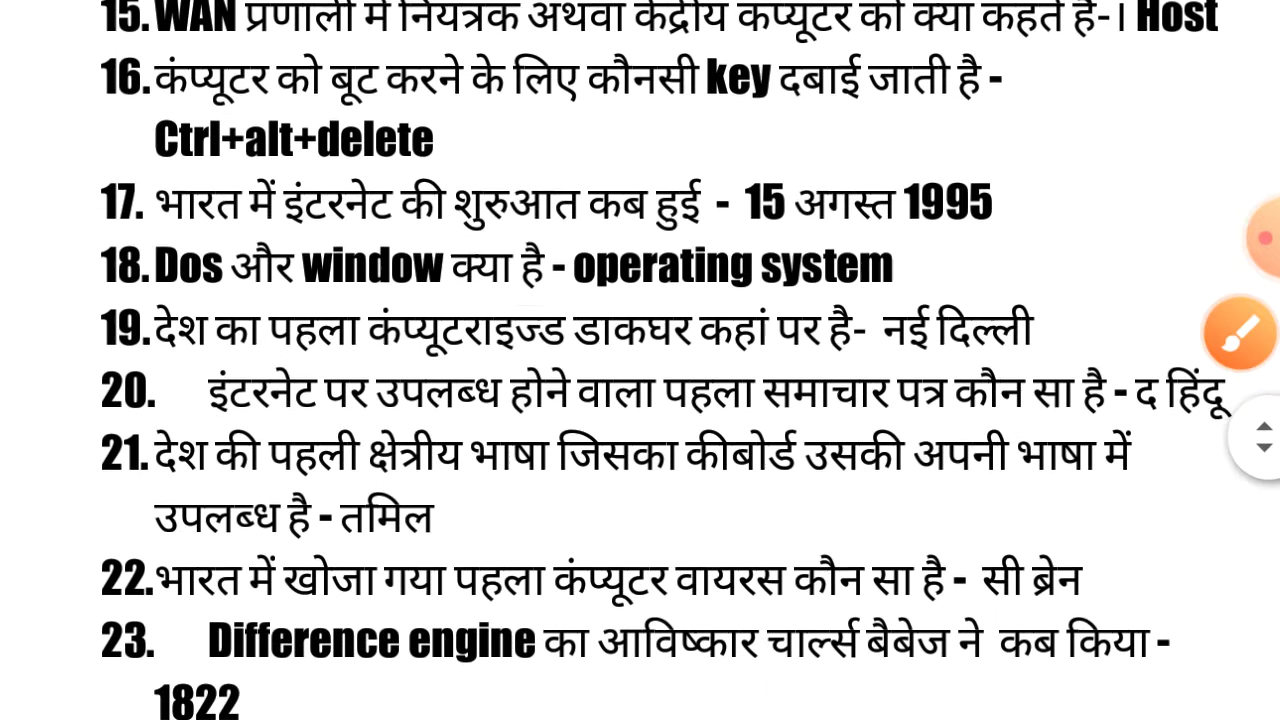 15. WAN प्रणाली में नियंत्रक अथवा केंद्रीय कंप्यूटर को क्या कहते हैं-। Host
16. कंप्यूटर को बूट करने के लिए कौनसी key दबाई जाती है -
Ctrl+alt+delete
17. भारत में इंटरनेट की शुरुआत कब हुई - 15 अगस्त 1995
18. Dos और window क्या है - operating system
19. देश का पहला कंप्यूटराइज्ड डाकघर कहां पर है- नई दिल्ली
20. इंटरनेट पर उपलब्ध होने वाला पहला समाचार पत्र कौन सा है - द हिंदू
21. देश की पहली क्षेत्रीय भाषा जिसका कीबोर्ड उसकी अपनी भाषा में
उपलब्ध है - तमिल
22. भारत में खोजा गया पहला कंप्यूटर वायरस कौन सा है - सी ब्रेन
23. Difference engine का आविष्कार चार्ल्स बैबेज ने कब किया -
1822